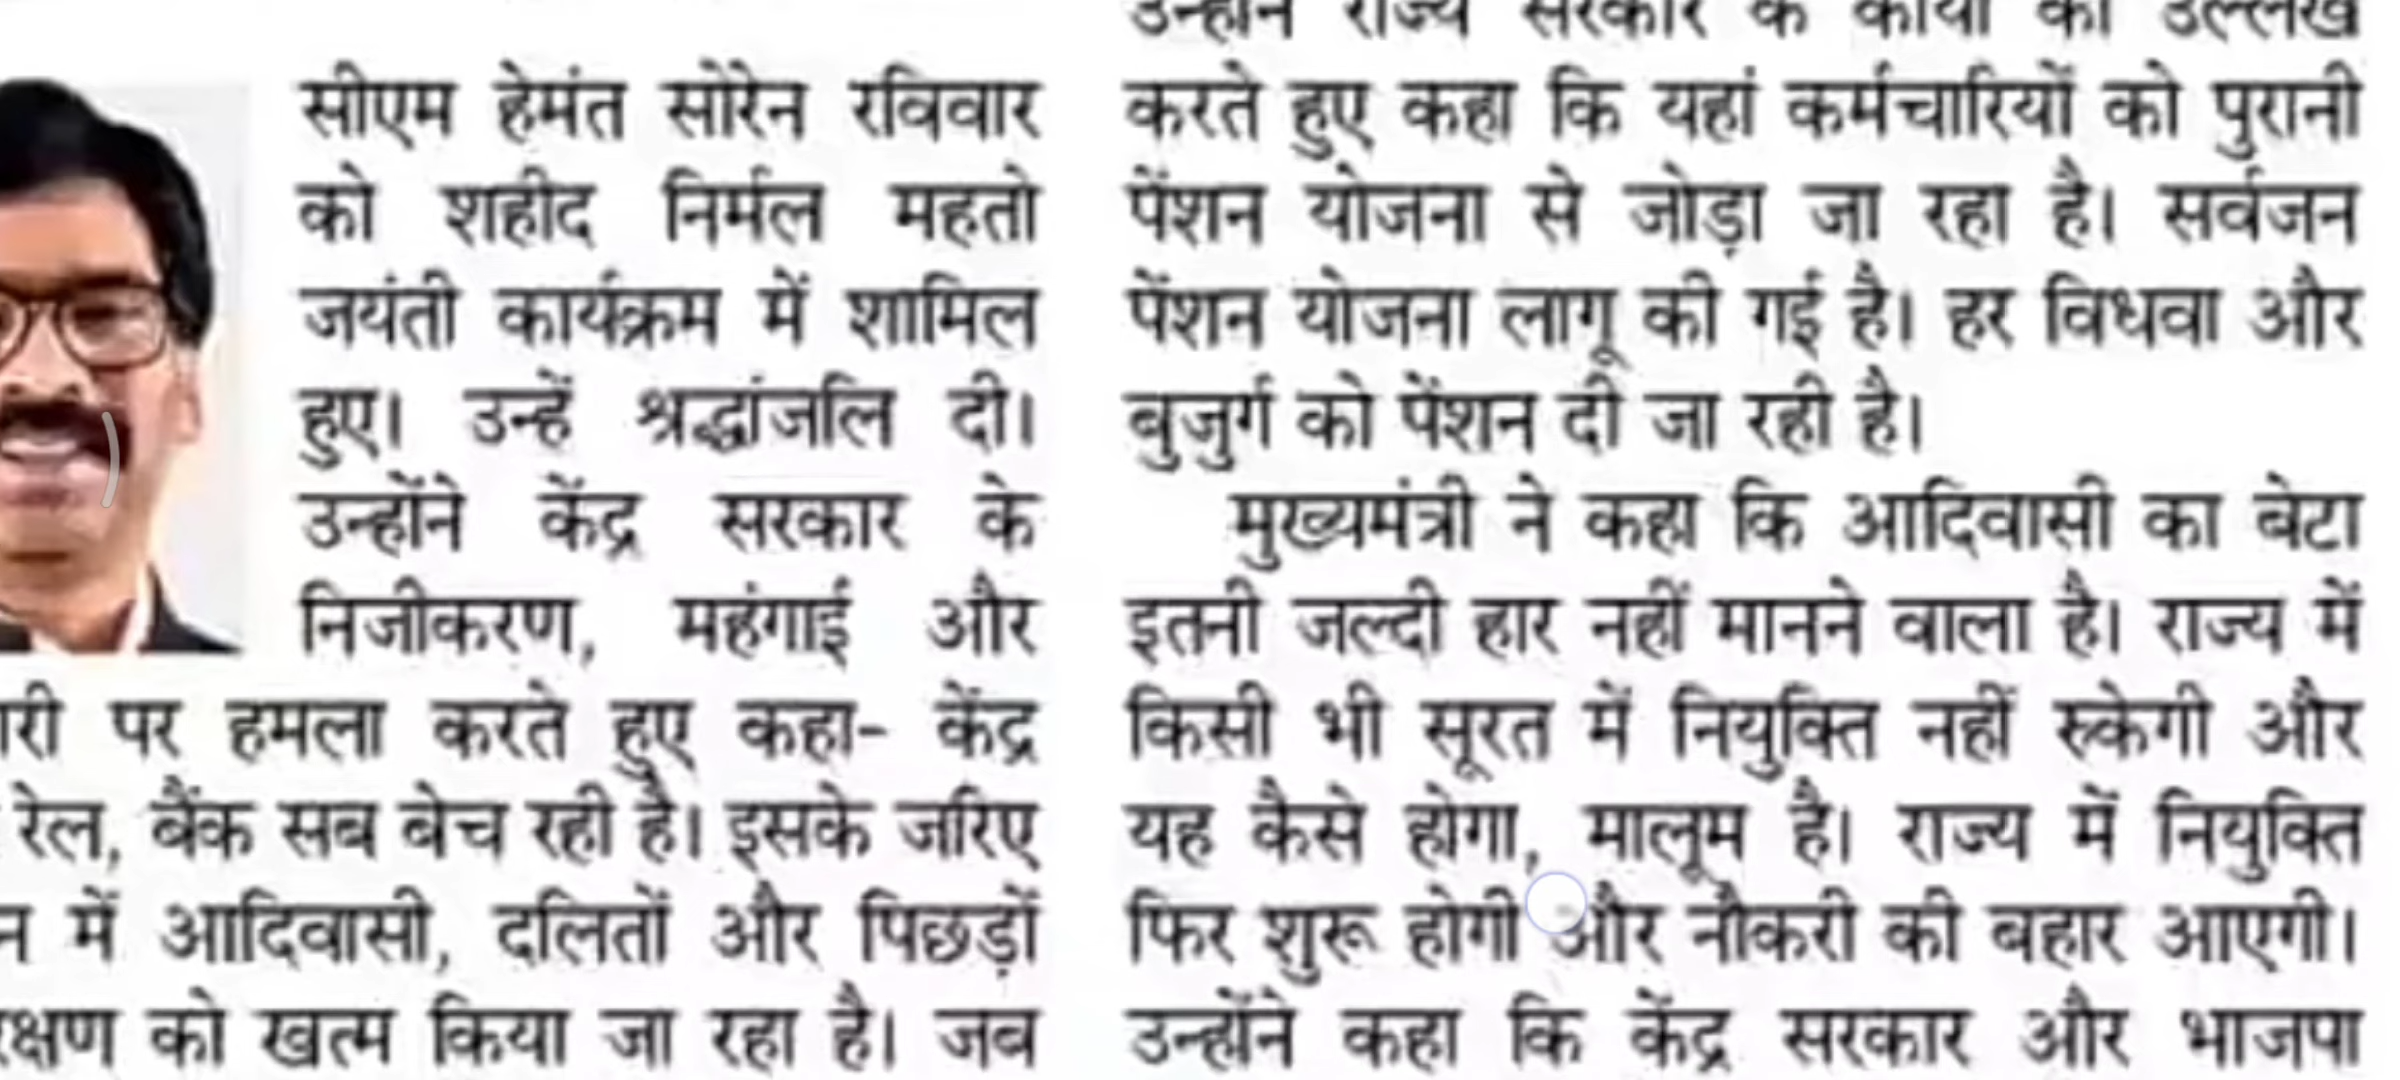 सीएम हेमंत सोरेन रविवार
को शहीद निर्मल महतो
जयंती कार्यक्रम में शामिल
हुए। उन्हें श्रद्धांजलि दी।
उन्होंने केंद्र सरकार के
निजीकरण, महंगाई और
पर हमला करते हुए कहा- केंद्र
रेल, बैंक सब बेच रही है। इसके जरिए
में आदिवासी, दलितों और पिछड़ों
को खत्म किया जा रहा है। जब
उन्होंने राज्य सरकार के कार्यों का उल्लेख
करते हुए कहा कि यहां कर्मचारियों को पुरानी
पेंशन योजना से जोड़ा जा रहा है। सर्वजन
पेंशन योजना लागू की गई है। हर विधवा और
बुजुर्ग को पेंशन दी जा रही है।
मुख्यमंत्री ने कहा कि आदिवासी का बेटा
इतनी जल्दी हार नहीं मानने वाला है। राज्य में
किसी भी सूरत में नियुक्ति नहीं रुकेगी और
यह कैसे होगा, मालूम है। राज्य में नियुक्ति
फिर शुरू होगी और नौकरी की बहार आएगी।
उन्होंने कहा कि केंद्र सरकार और भाजपा